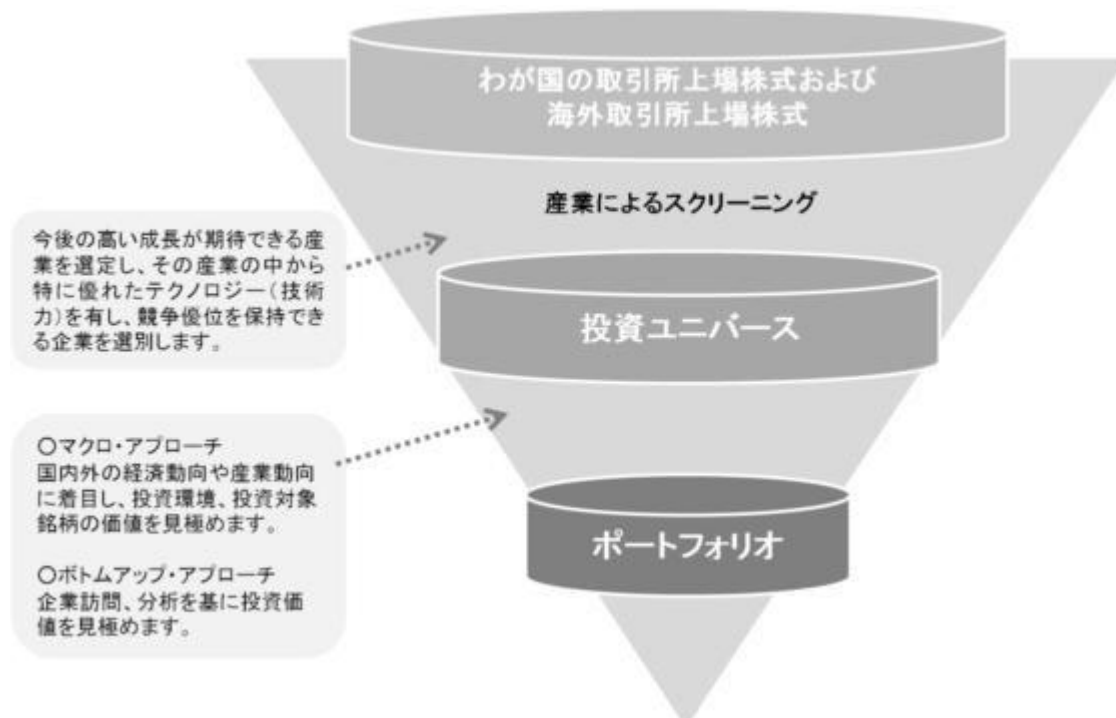 わが国の取引所上場株式および
海外取引所上場株式
産業によるスクリーニング
今後の高い成長が期待できる産
業を選定し、その産業の中から
特に優れたテクノロジー(技術
力)を有し、競争優位を保持でき
る企業を選別します。
投資ユニバース
○マクロ・アプローチ
国内外の経済動向や産業動向
に着目し、投資環境、投資対象
銘柄の価値を見極めます。
○ボトムアップ・アプローチ
企業訪問、分析を基に投資価
値を見極めます。
ポートフォリオ